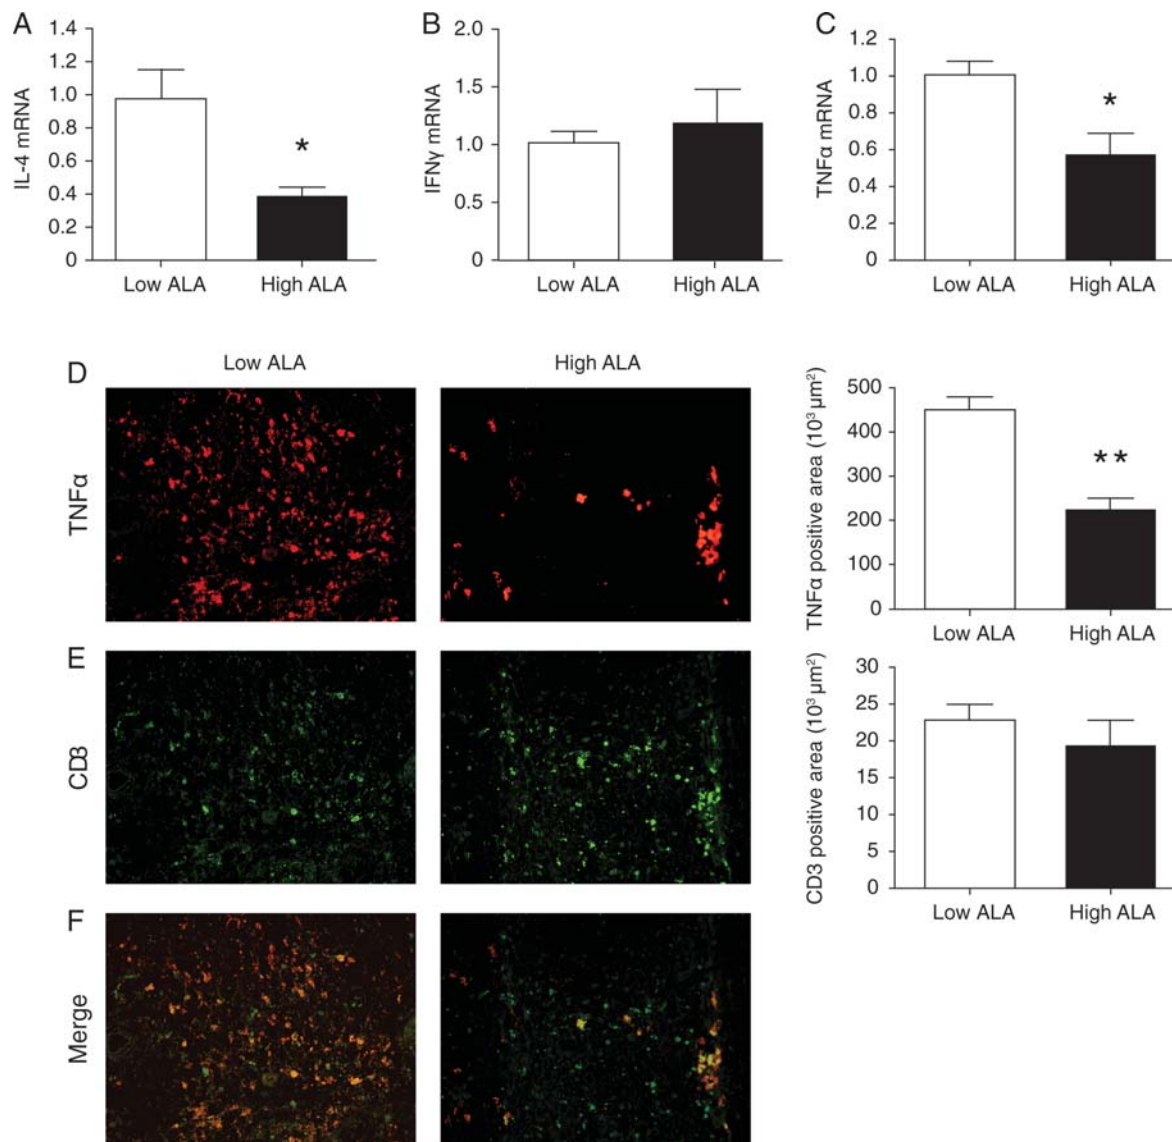 A
IL-4 mRNA
1.4
1.2
1.0
0.8
0.6
0.4
0.2
0
*
Low ALA High ALA
B
IFNγ mRNA
2.0
1.5
1.0
0.5
0
Low ALA High ALA
C
TNFα mRNA
1.2
1.0
0.8
0.6
0.4
0.2
0
*
Low ALA High ALA
Low ALA High ALA
D
TNFα
TNFα positive area (10³ µm²)
500
400
300
200
100
0
**
Low ALA High ALA
E
CD3
CD3 positive area (10³ µm²)
30
25
20
15
10
5
0
Low ALA High ALA
F
Merge